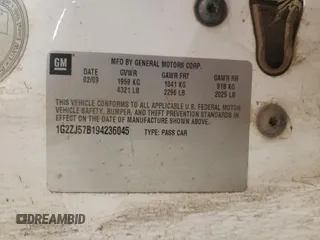 GM
MFD BY GENERAL MOTORS CORP.
DATE GVWR GAWR FRT GAWR RR
02/09 1959 KG 1041 KG 918 KG
4321 LB 2296 LB 2025 LB
THIS VEHICLE CONFORMS TO ALL APPLICABLE U.S. FEDERAL MOTOR
VEHICLE SAFETY, BUMPER, AND THEFT PREVENTION STANDARDS
IN EFFECT ON THE DATE OF MANUFACTURE SHOWN ABOVE.
1G2ZJ57B194236045 TYPE: PASS CAR
DREAMBID